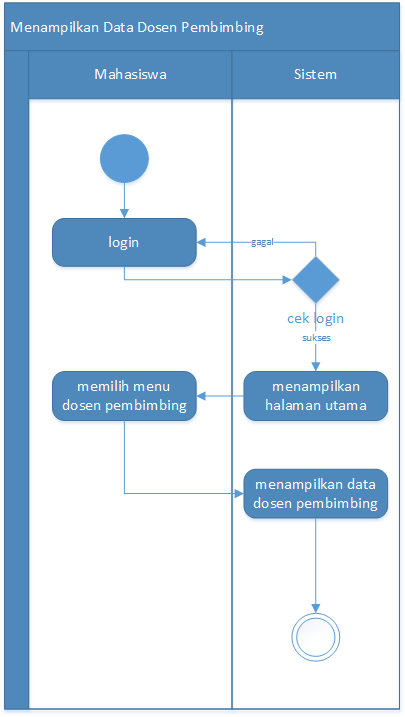 Menampilkan Data Dosen Pembimbing
Mahasiswa
Sistem
login
gagal
cek login
sukses
memilih menu
dosen pembimbing
menampilkan
halaman utama
menampilkan data
dosen pembimbing